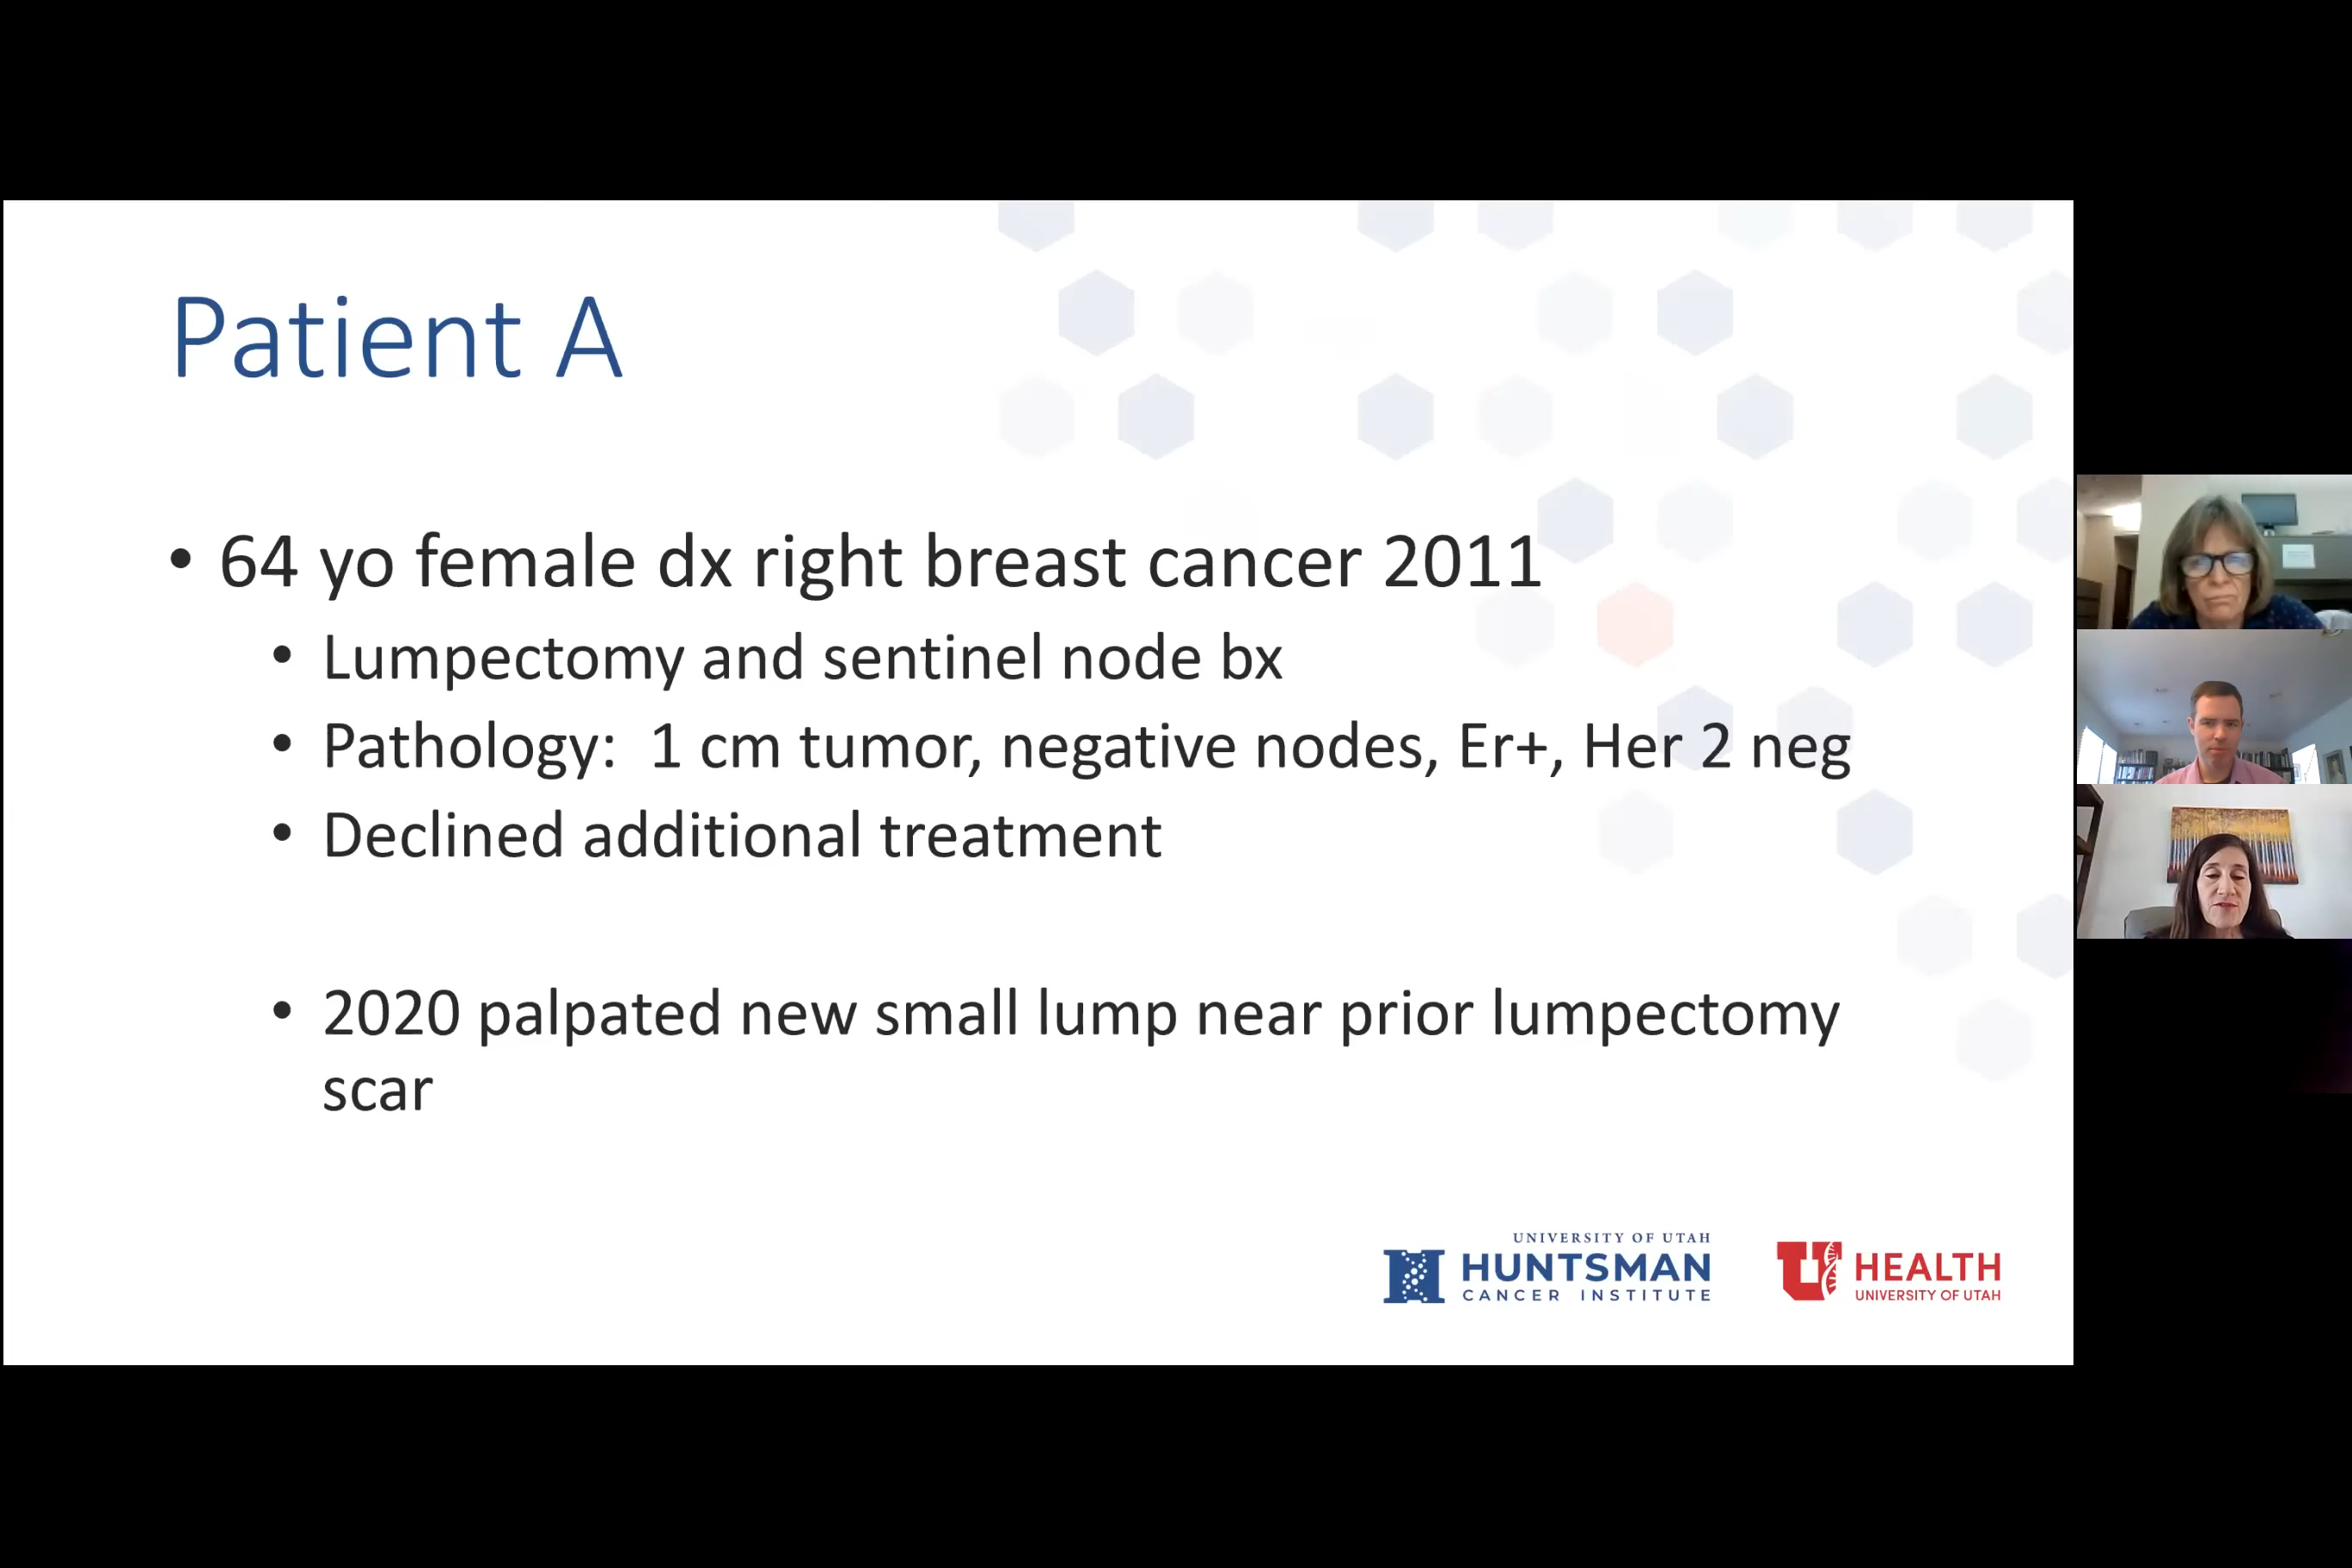 Patient A
• 64 yo female dx right breast cancer 2011
• Lumpectomy and sentinel node bx
• Pathology:  1 cm tumor, negative nodes, Er+, Her 2 neg
• Declined additional treatment
• 2020 palpated new small lump near prior lumpectomy
scar
UNIVERSITY OF UTAH
HUNTSMAN
CANCER INSTITUTE
U HEALTH
UNIVERSITY OF UTAH